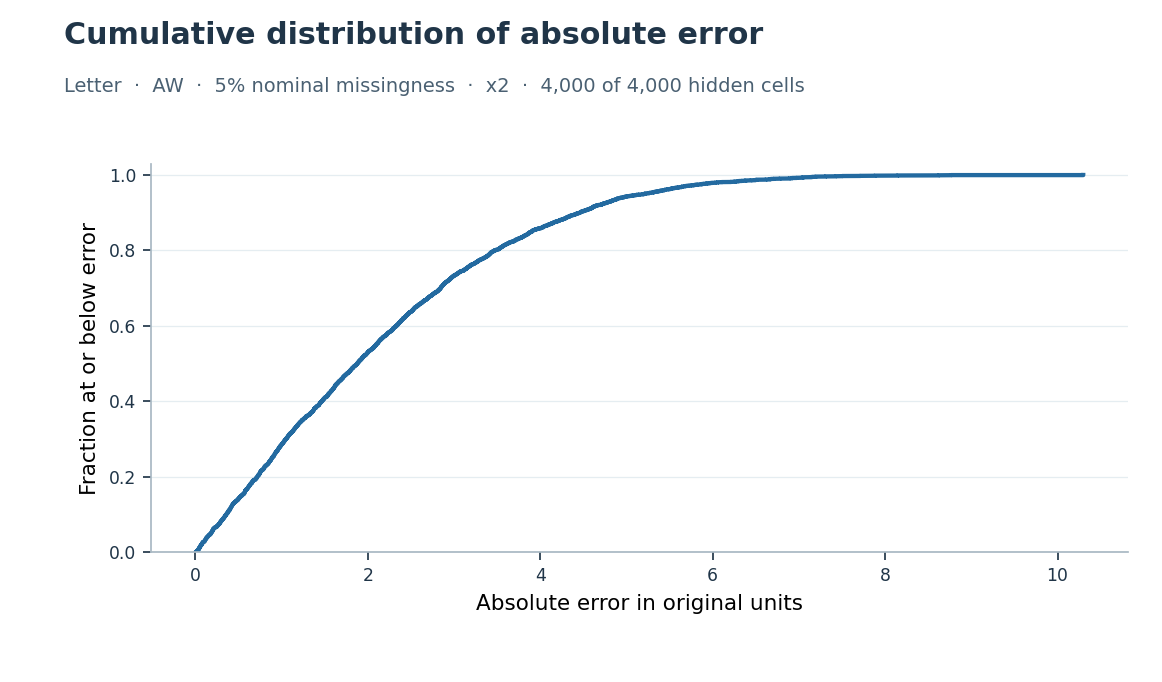 Cumulative distribution of absolute error
Letter · AW · 5% nominal missingness · x2 · 4,000 of 4,000 hidden cells
Fraction at or below error
1.0
0.8
0.6
0.4
0.2
0.0
0 2 4 6 8 10
Absolute error in original units